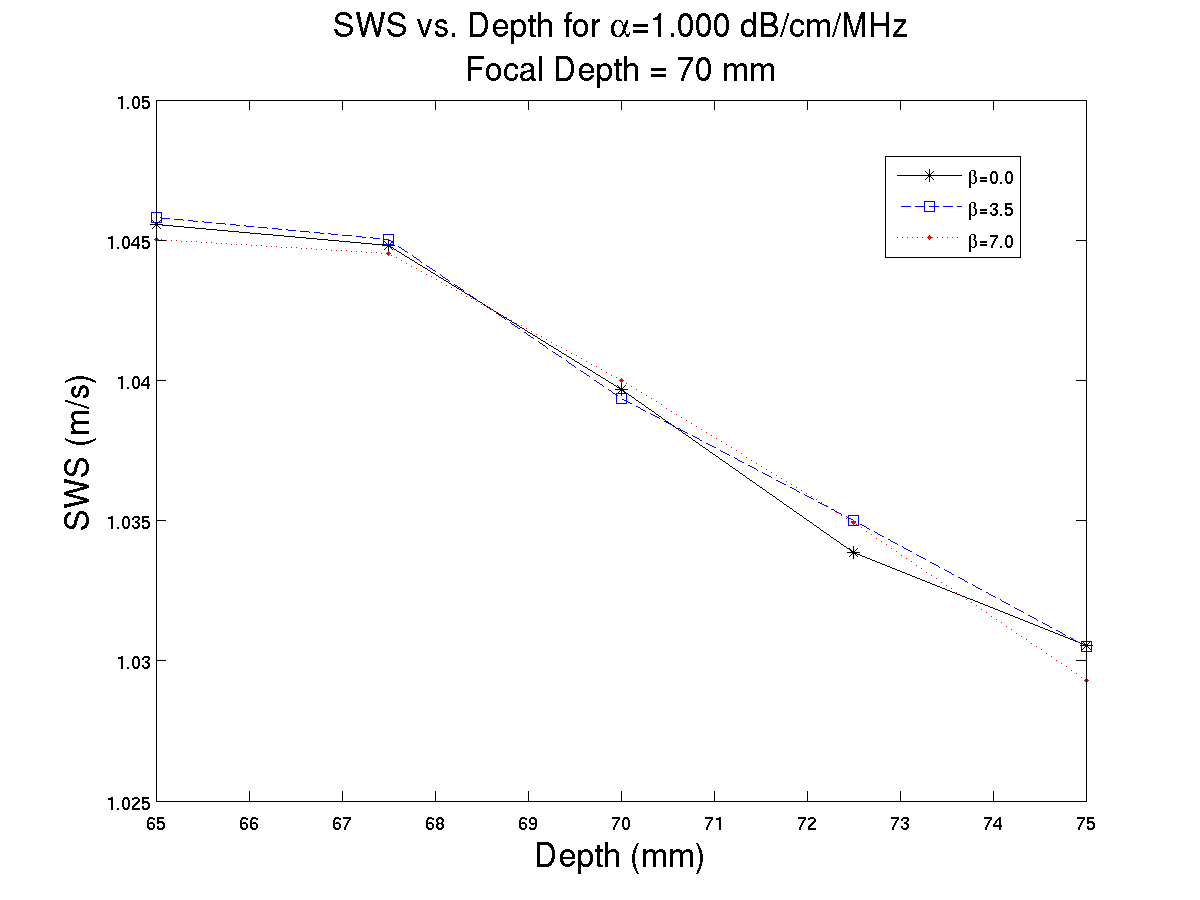 SWS vs. Depth for α=1.000 dB/cm/MHz
Focal Depth = 70 mm
1.05
1.045
1.04
1.035
1.03
1.025
SWS (m/s)
β=0.0
β=3.5
β=7.0
65 66 67 68 69 70 71 72 73 74 75
Depth (mm)